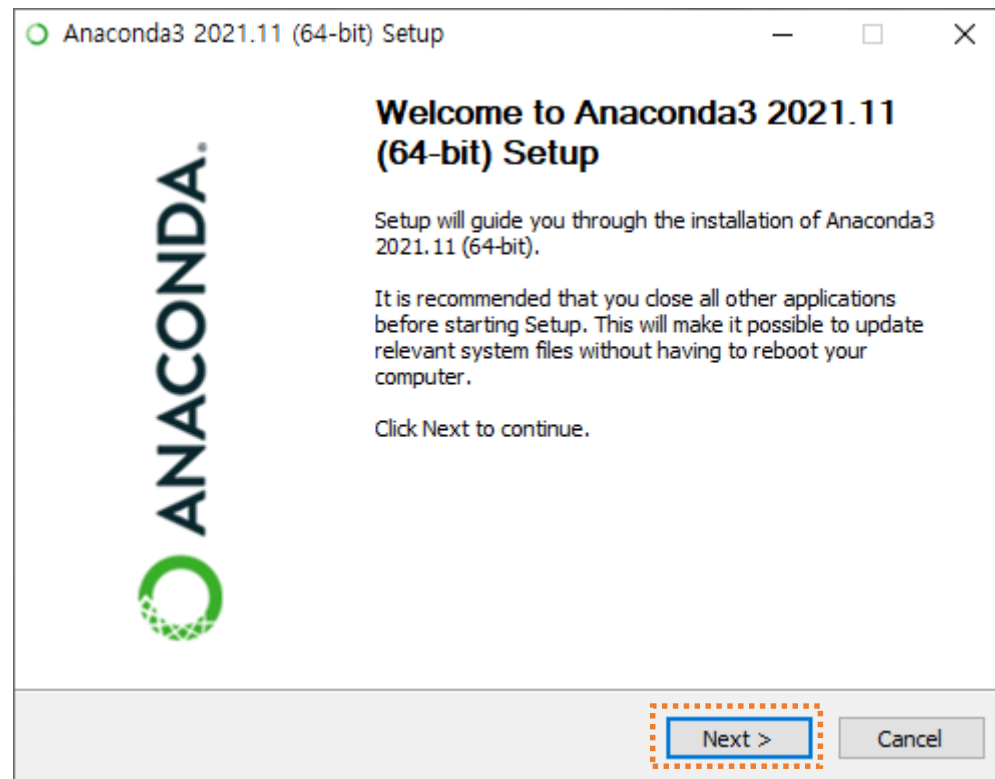 Anaconda3 2021.11 (64-bit) Setup
Welcome to Anaconda3 2021.11
(64-bit) Setup
Setup will guide you through the installation of Anaconda3
2021.11 (64-bit).
It is recommended that you close all other applications
before starting Setup. This will make it possible to update
relevant system files without having to reboot your
computer.
Click Next to continue.
ANACONDA.
Next >
Cancel